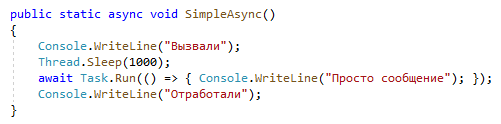 public static async void SimpleAsync()
{
    Console.WriteLine("Вызвали");
    Thread.Sleep(1000);
    await Task.Run(() => { Console.WriteLine("Просто сообщение"); });
    Console.WriteLine("Отработали");
}